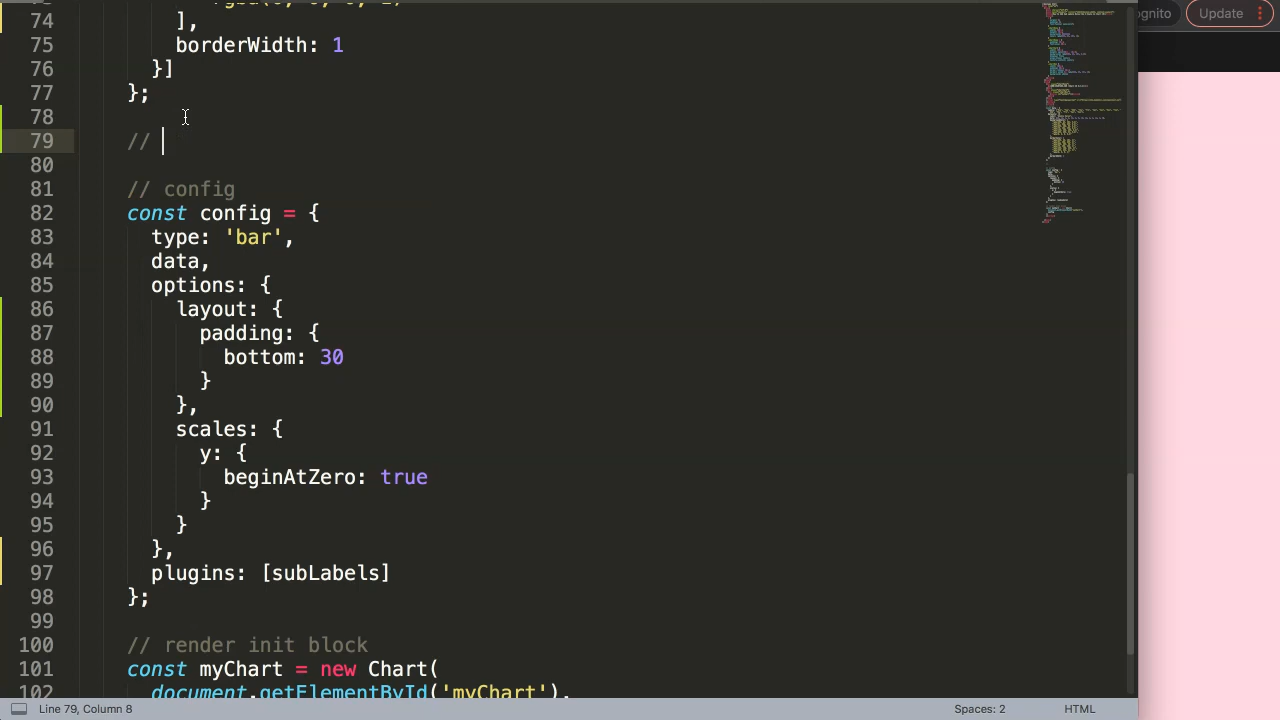 74 ],
75 borderWidth: 1
76 }]
77 };
78
79 //
80
81 // config
82 const config = {
83 type: 'bar',
84 data,
85 options: {
86 layout: {
87 padding: {
88 bottom: 30
89 }
90 },
91 scales: {
92 y: {
93 beginAtZero: true
94 }
95 }
96 },
97 plugins: [subLabels]
98 };
99
100 // render init block
101 const myChart = new Chart(
102 document.getElementById('myChart'),
Update
Line 79, Column 8
Spaces: 2
HTML